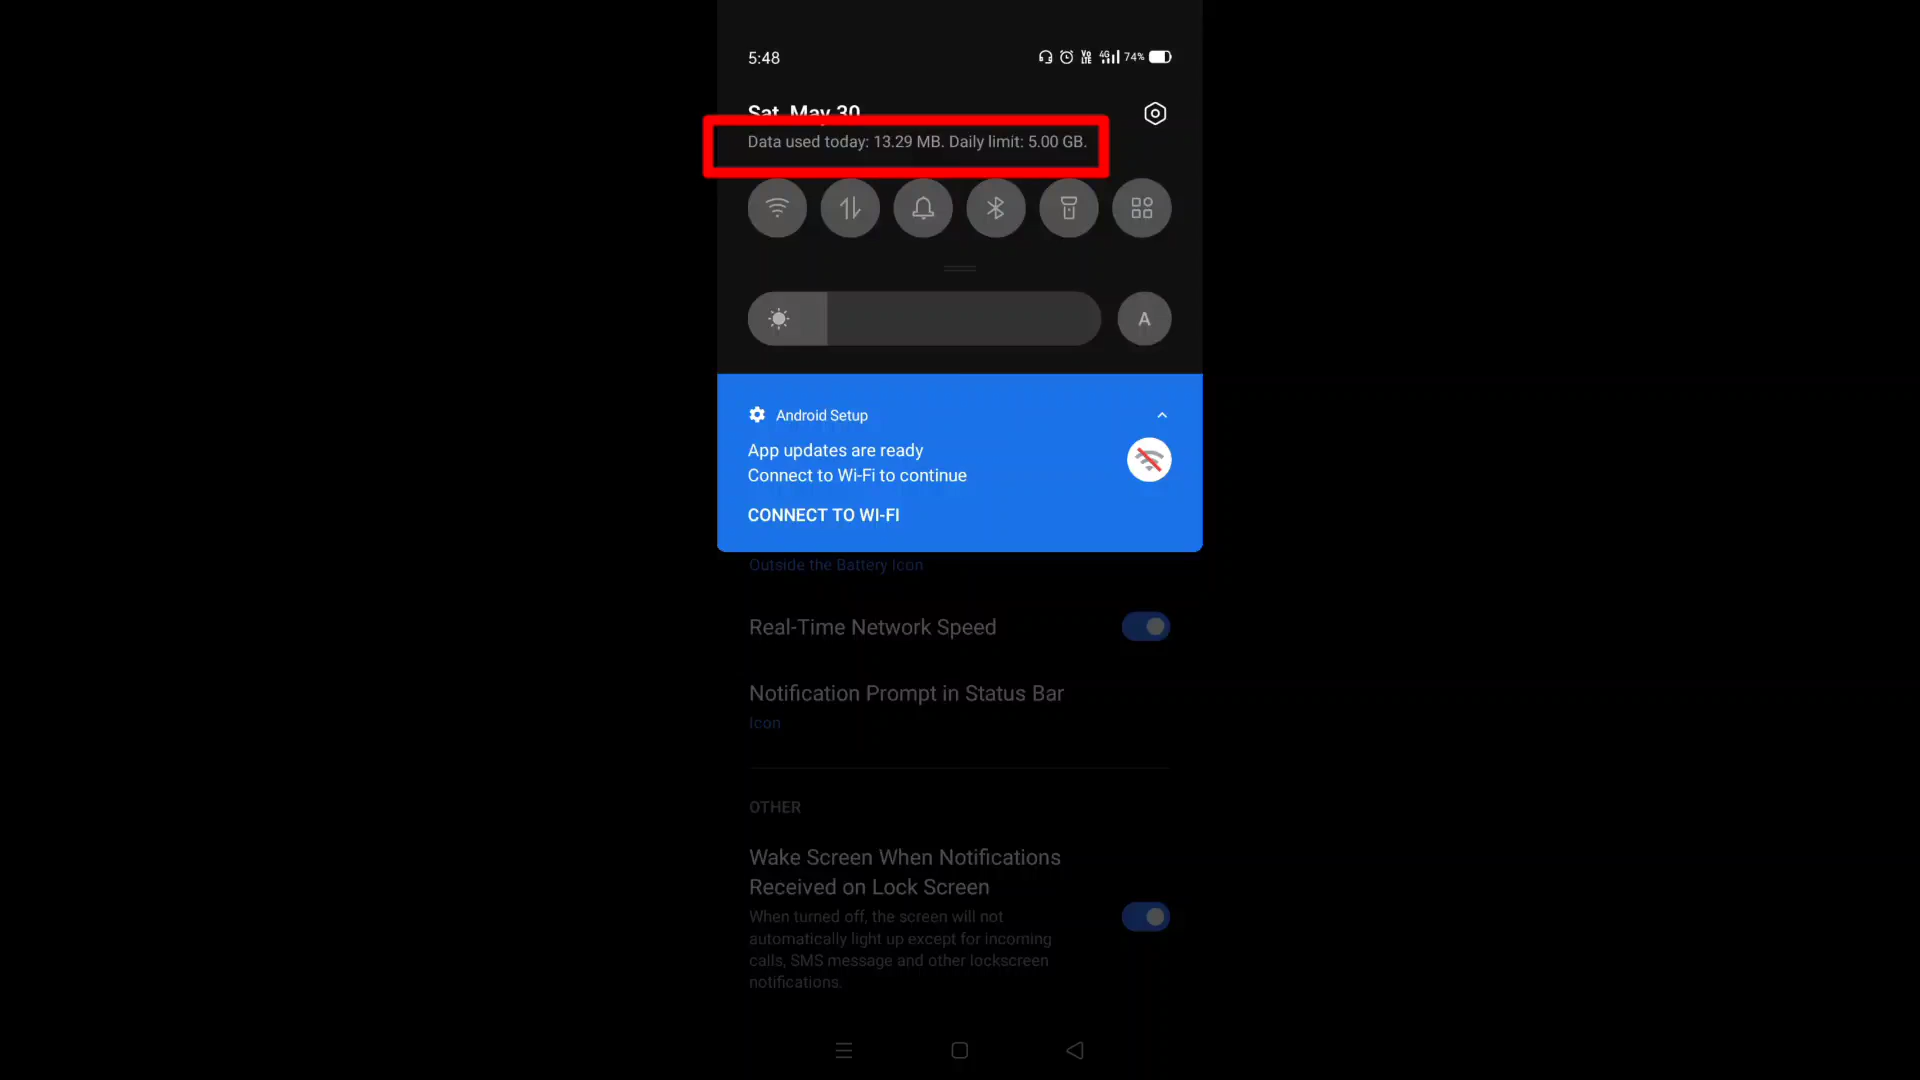 5:48
VO LTE 4G 74%
Sat, May 30
Data used today: 13.29 MB. Daily limit: 5.00 GB.
A
Android Setup
App updates are ready
Connect to Wi-Fi to continue
CONNECT TO WI-FI
Outside the Battery Icon
Real-Time Network Speed
Notification Prompt in Status Bar
Icon
OTHER
Wake Screen When Notifications
Received on Lock Screen
When turned off, the screen will not
automatically light up except for incoming
calls, SMS message and other lockscreen
notifications.